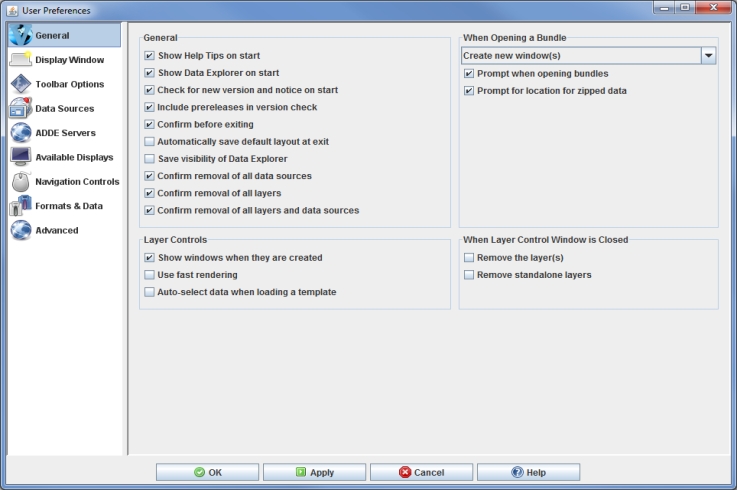 User Preferences
General
Display Window
Toolbar Options
Data Sources
ADDE Servers
Available Displays
Navigation Controls
Formats & Data
Advanced
General
Show Help Tips on start
Show Data Explorer on start
Check for new version and notice on start
Include prereleases in version check
Confirm before exiting
Automatically save default layout at exit
Save visibility of Data Explorer
Confirm removal of all data sources
Confirm removal of all layers
Confirm removal of all layers and data sources
When Opening a Bundle
Create new window(s)
Prompt when opening bundles
Prompt for location for zipped data
Layer Controls
Show windows when they are created
Use fast rendering
Auto-select data when loading a template
When Layer Control Window is Closed
Remove the layer(s)
Remove standalone layers
OK
Apply
Cancel
Help